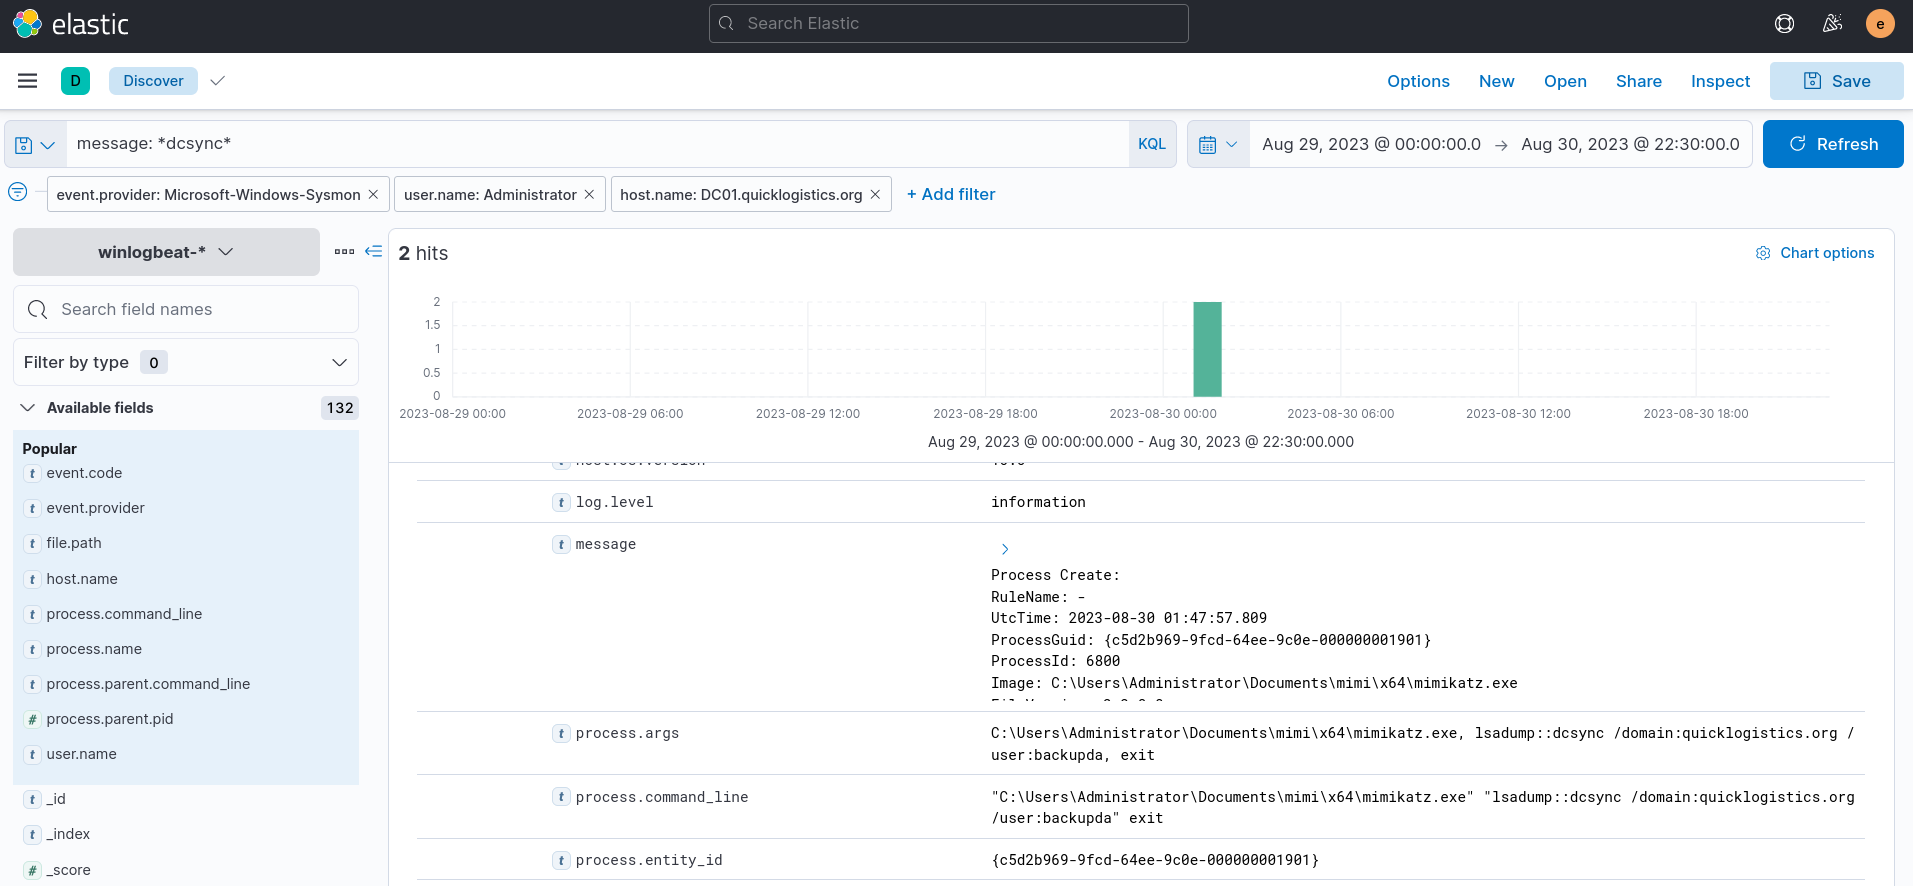 elastic
Search Elastic
e
D
Discover
Options
New
Open
Share
Inspect
Save
message: *dcsync*
KQL
Aug 29, 2023 @ 00:00:00.0
→
Aug 30, 2023 @ 22:30:00.0
Refresh
event.provider: Microsoft-Windows-Sysmon ×
user.name: Administrator ×
host.name: DC01.quicklogistics.org ×
+ Add filter
winlogbeat-*
Search field names
Filter by type 0
Available fields 132
Popular
t event.code
t event.provider
t file.path
t host.name
t process.command_line
t process.name
t process.parent.command_line
# process.parent.pid
t user.name
t _id
t _index
# _score
2 hits
Chart options
2
1.5
1
0.5
0
2023-08-29 00:00
2023-08-29 06:00
2023-08-29 12:00
2023-08-29 18:00
2023-08-30 00:00
2023-08-30 06:00
2023-08-30 12:00
2023-08-30 18:00
Aug 29, 2023 @ 00:00:00.000 - Aug 30, 2023 @ 22:30:00.000
t log.level
information
t message
Process Create:
RuleName: -
UtcTime: 2023-08-30 01:47:57.809
ProcessGuid: {c5d2b969-9fcd-64ee-9c0e-000000001901}
ProcessId: 6800
Image: C:\Users\Administrator\Documents\mimi\x64\mimikatz.exe
t process.args
C:\Users\Administrator\Documents\mimi\x64\mimikatz.exe, lsadump::dcsync /domain:quicklogistics.org /
user:backupda, exit
t process.command_line
"C:\Users\Administrator\Documents\mimi\x64\mimikatz.exe" "lsadump::dcsync /domain:quicklogistics.org
/user:backupda" exit
t process.entity_id
{c5d2b969-9fcd-64ee-9c0e-000000001901}